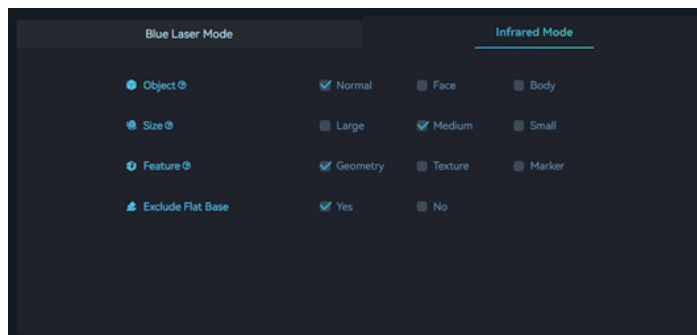 Blue Laser Mode Infrared Mode
Object Normal Face Body
Size Large Medium Small
Feature Geometry Texture Marker
Exclude Flat Base Yes No